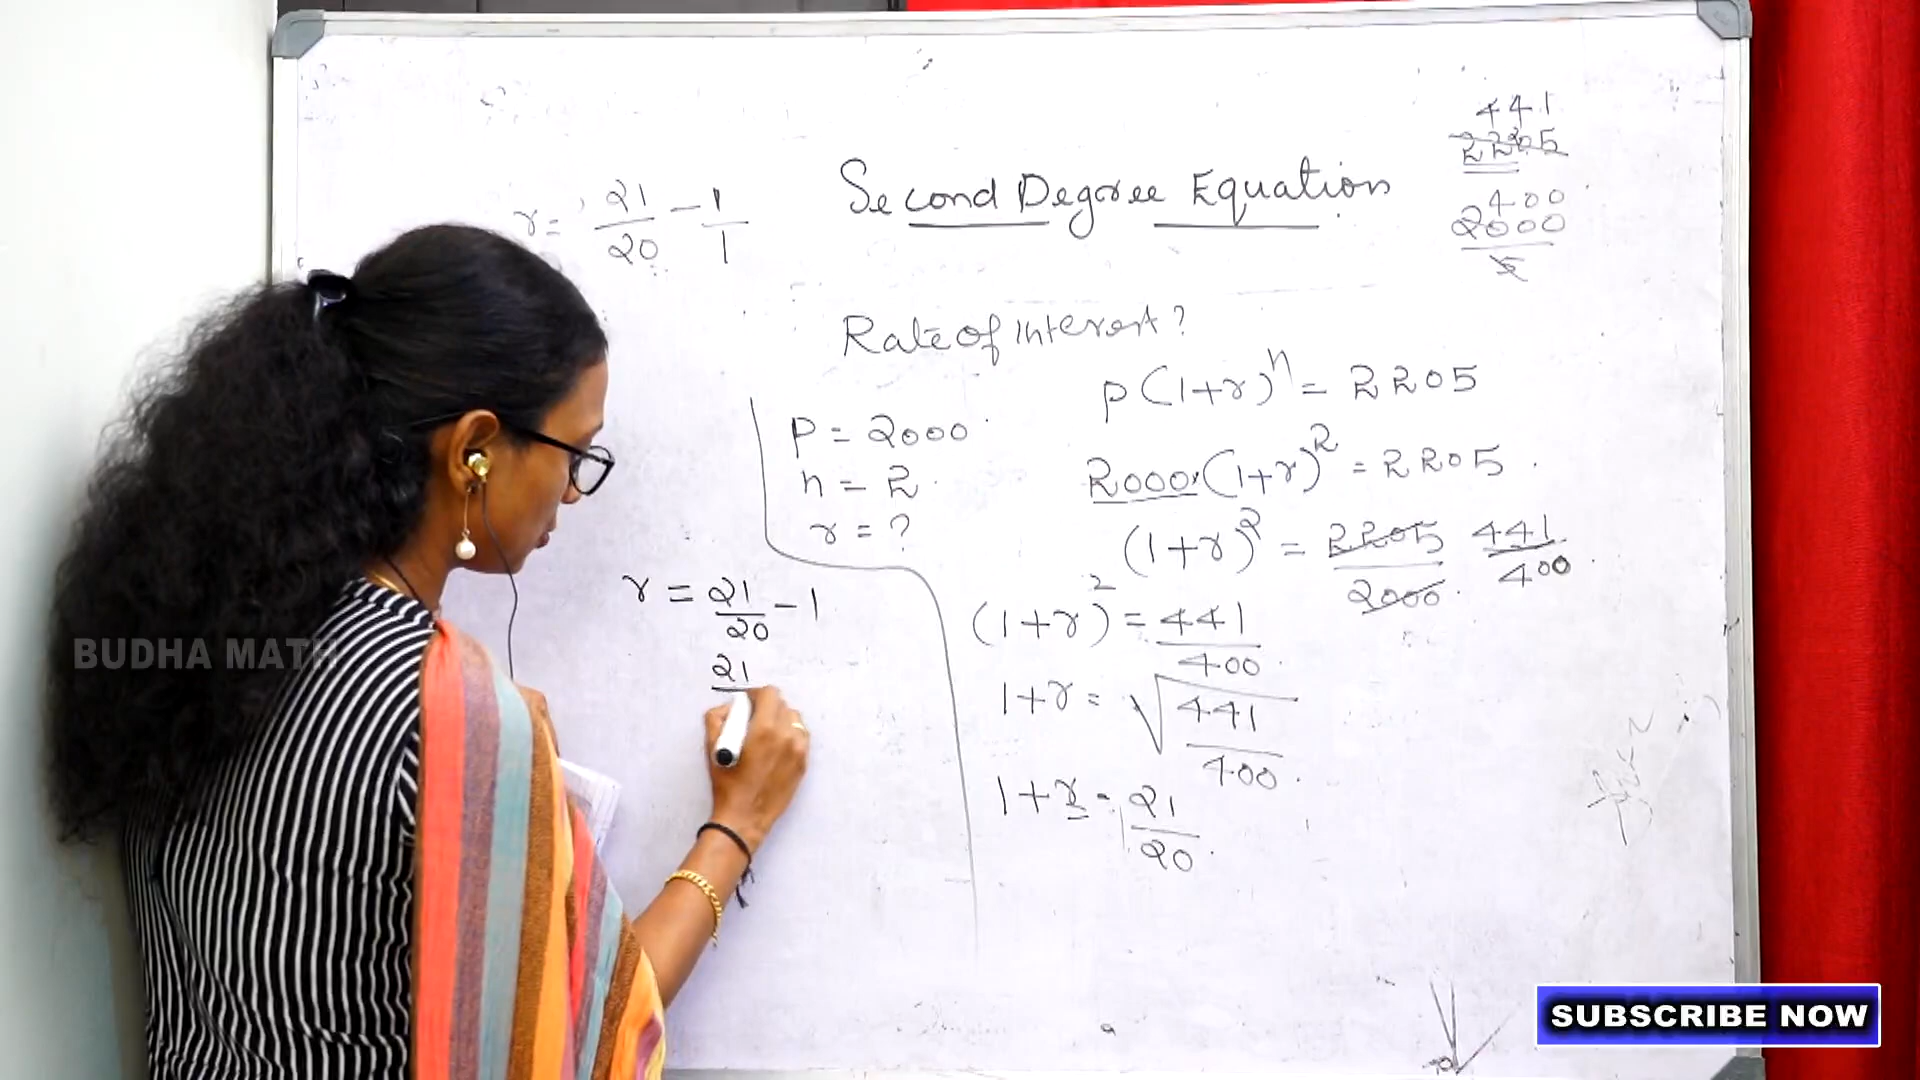 Second Degree Equation
441
2205
400
2000
5
r = 21/20 - 1/1
Rate of interest?
P = 2000
n = 2
r = ?
p(1+r)^n = 2205
2000(1+r)^2 = 2205
(1+r)^2 = 2205/2000 441/400
(1+r)^2 = 441/400
1+r = √441/400
1+r = 21/20
r = 21/20 - 1
21
BUDHA MATH
SUBSCRIBE NOW